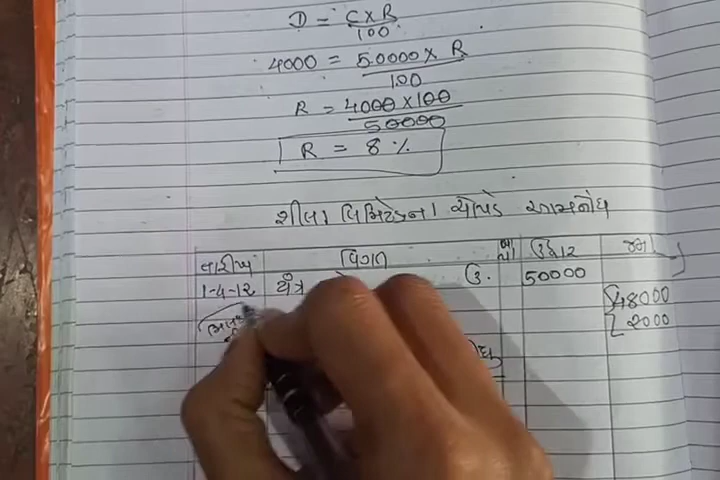 D = C×R/100
4000 = 50000 × R/100
R = 4000 × 100/50000
R = 8 %
શીલા લિમિટેડના ચોપડે આમનોંધ
તારીખ વિગત ખા પા ઉધાર જમા
1-4-12 યંત્ર ઉ. 50000
48000
2000